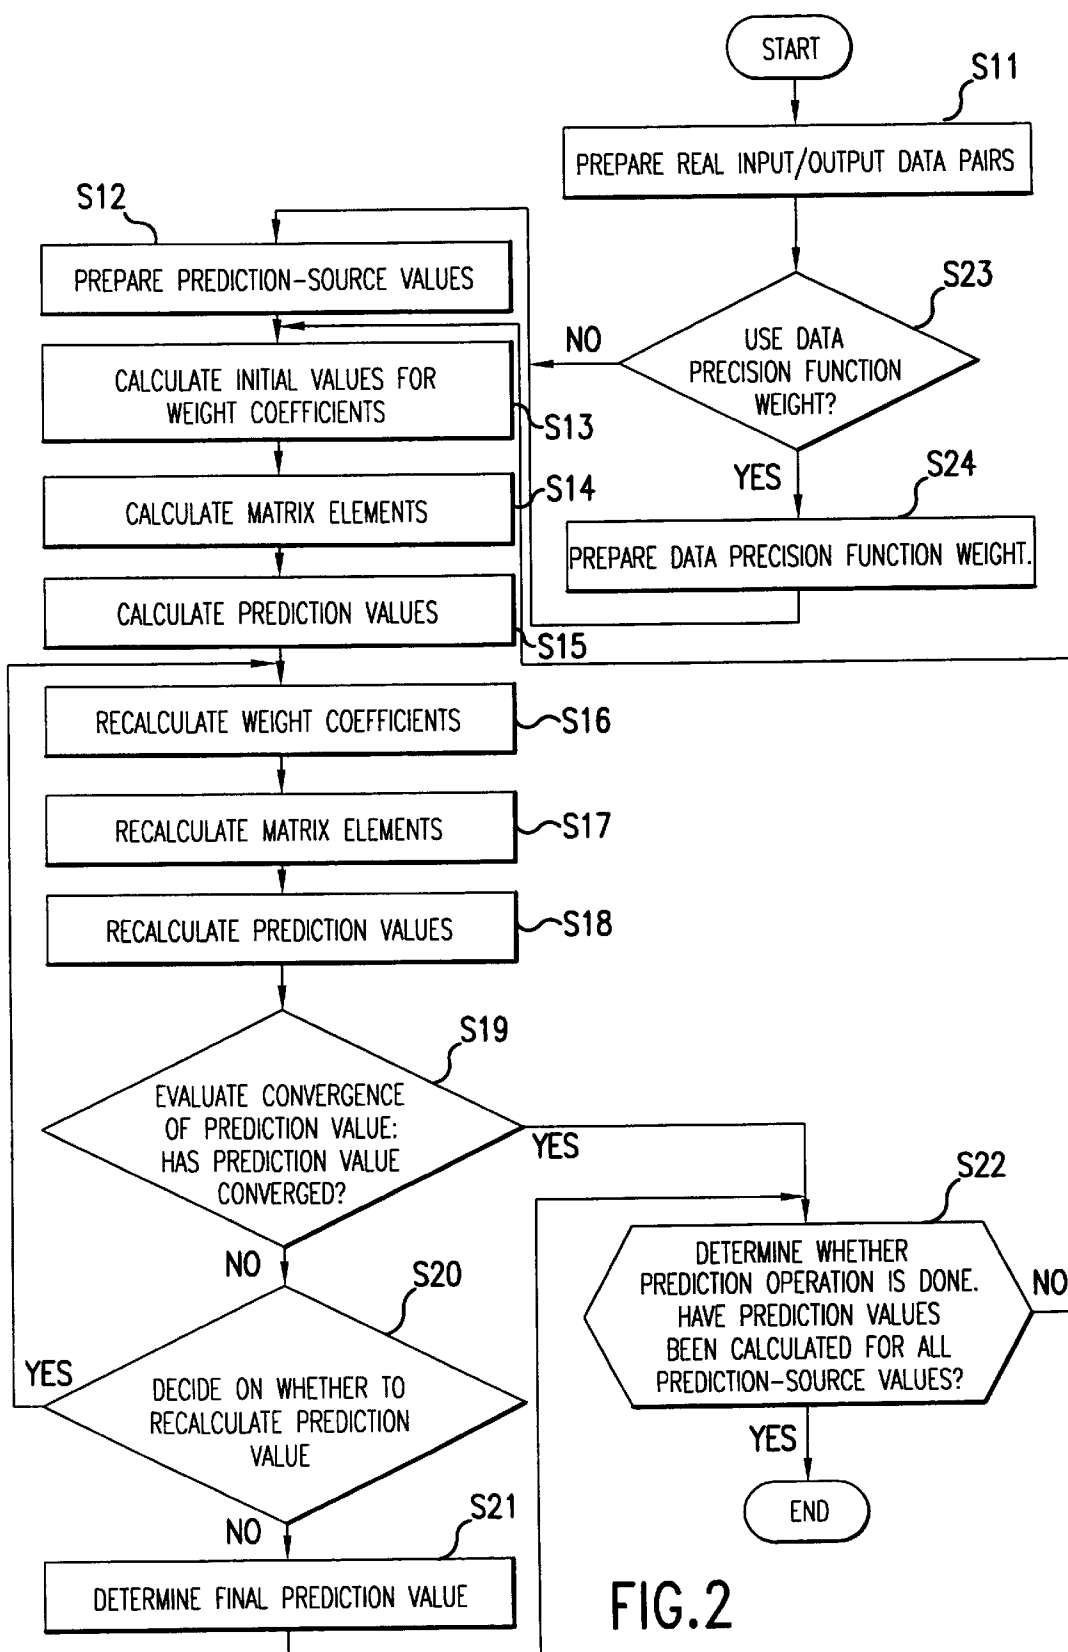 START
S11
PREPARE REAL INPUT/OUTPUT DATA PAIRS
S23
USE DATA
PRECISION FUNCTION
WEIGHT?
NO
YES
S24
PREPARE DATA PRECISION FUNCTION WEIGHT.
S12
PREPARE PREDICTION-SOURCE VALUES
CALCULATE INITIAL VALUES FOR
WEIGHT COEFFICIENTS
S13
CALCULATE MATRIX ELEMENTS
S14
CALCULATE PREDICTION VALUES
S15
RECALCULATE WEIGHT COEFFICIENTS
S16
RECALCULATE MATRIX ELEMENTS
S17
RECALCULATE PREDICTION VALUES
S18
S19
EVALUATE CONVERGENCE
OF PREDICTION VALUE:
HAS PREDICTION VALUE
CONVERGED?
YES
NO
S20
DECIDE ON WHETHER TO
RECALCULATE PREDICTION
VALUE
YES
NO
S21
DETERMINE FINAL PREDICTION VALUE
S22
DETERMINE WHETHER
PREDICTION OPERATION IS DONE.
HAVE PREDICTION VALUES
BEEN CALCULATED FOR ALL
PREDICTION-SOURCE VALUES?
NO
YES
END
FIG.2